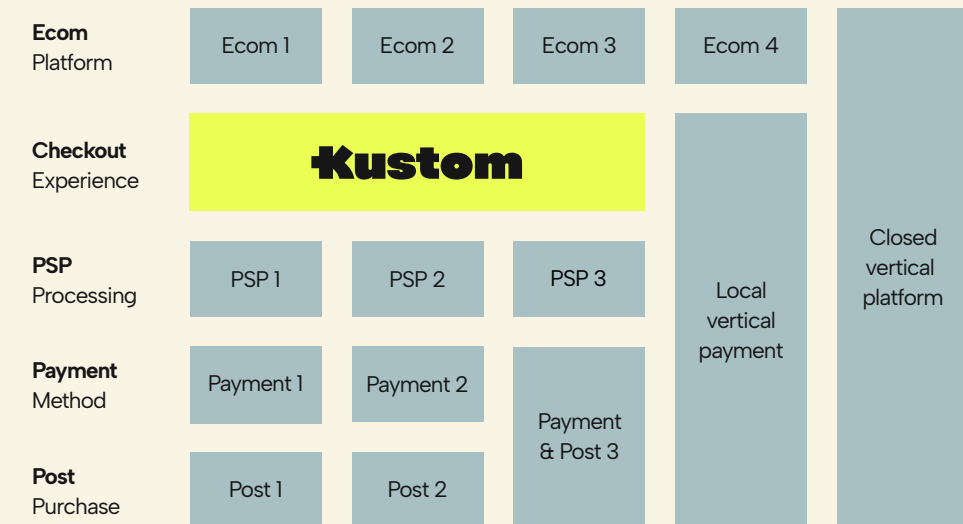 Ecom
Platform
Ecom 1
Ecom 2
Ecom 3
Ecom 4
Checkout
Experience
Kustom
PSP
Processing
PSP 1
PSP 2
PSP 3
Payment
Method
Payment 1
Payment 2
Payment
& Post 3
Post
Purchase
Post 1
Post 2
Local
vertical
payment
Closed
vertical
platform